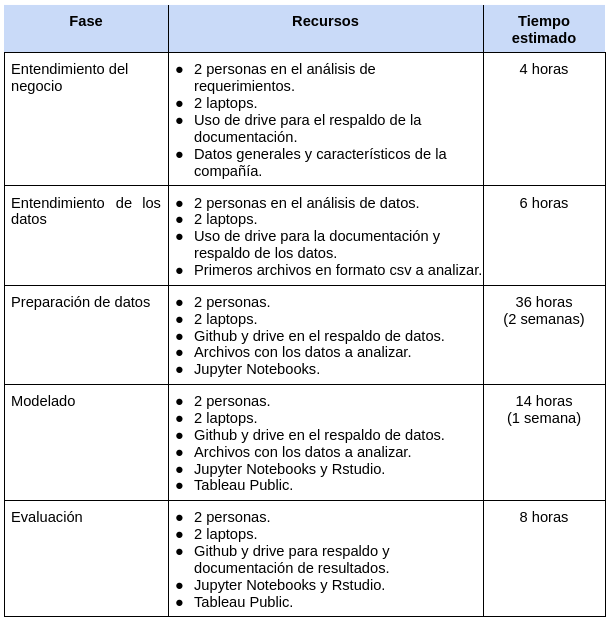 Fase
Recursos
Tiempo
estimado
Entendimiento del
negocio
● 2 personas en el análisis de
requerimientos.
● 2 laptops.
● Uso de drive para el respaldo de la
documentación.
● Datos generales y característicos de la
compañía.
4 horas
Entendimiento de los
datos
● 2 personas en el análisis de datos.
● 2 laptops.
● Uso de drive para la documentación y
respaldo de los datos.
● Primeros archivos en formato csv a analizar.
6 horas
Preparación de datos
● 2 personas.
● 2 laptops.
● Github y drive en el respaldo de datos.
● Archivos con los datos a analizar.
● Jupyter Notebooks.
36 horas
(2 semanas)
Modelado
● 2 personas.
● 2 laptops.
● Github y drive en el respaldo de datos.
● Archivos con los datos a analizar.
● Jupyter Notebooks y Rstudio.
● Tableau Public.
14 horas
(1 semana)
Evaluación
● 2 personas.
● 2 laptops.
● Github y drive para respaldo y
documentación de resultados.
● Jupyter Notebooks y Rstudio.
● Tableau Public.
8 horas